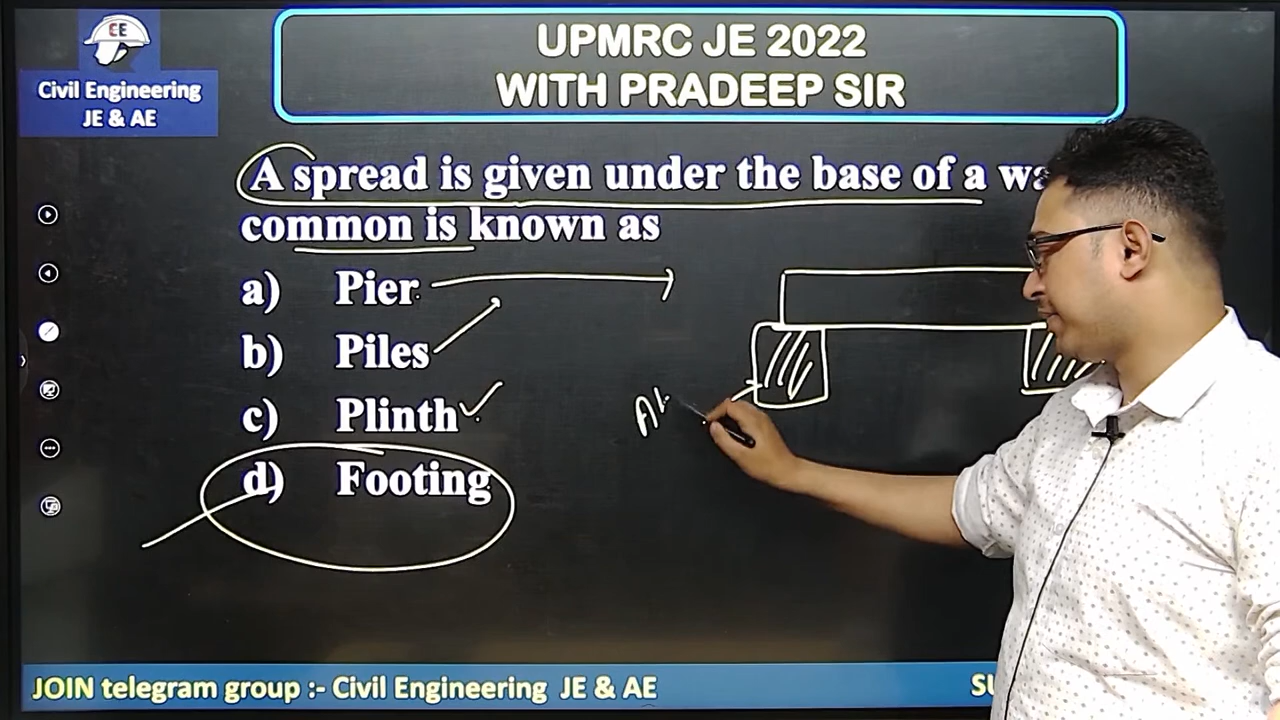 EE
Civil Engineering
JE & AE
UPMRC JE 2022
WITH PRADEEP SIR
A spread is given under the base of a
common is known as
a) Pier
b) Piles
c) Plinth
d) Footing
JOIN telegram group :- Civil Engineering JE & AE